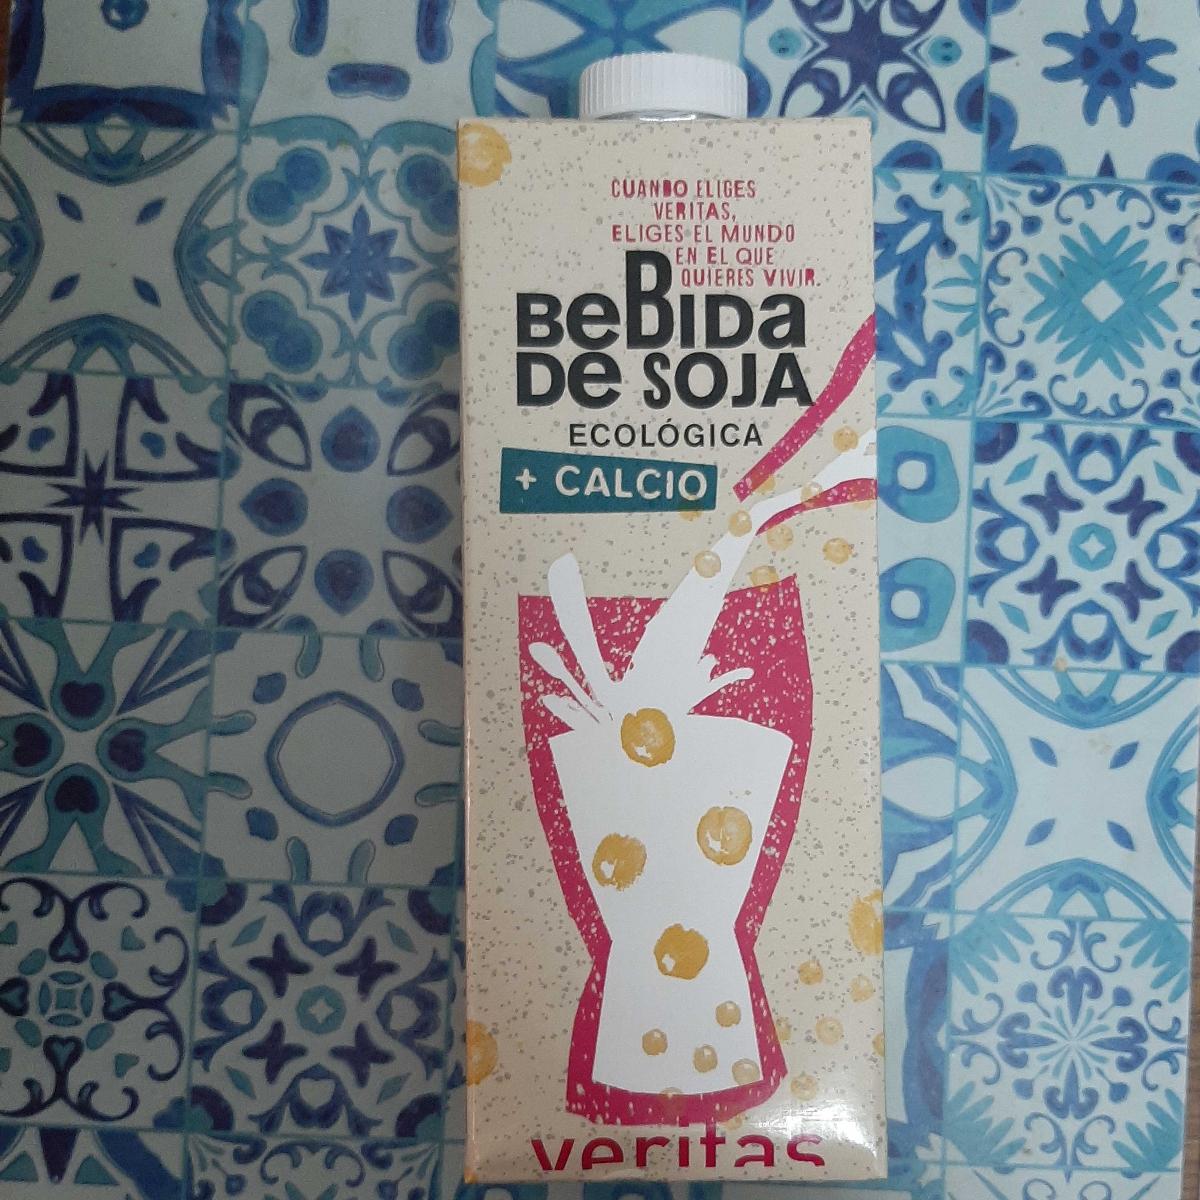 CUANDO ELIGES
VERITAS,
ELIGES EL MUNDO
EN EL QUE
QUIERES VIVIR.
BeBIDa
De SOJA
ECOLÓGICA
+ CALCIO
veritas